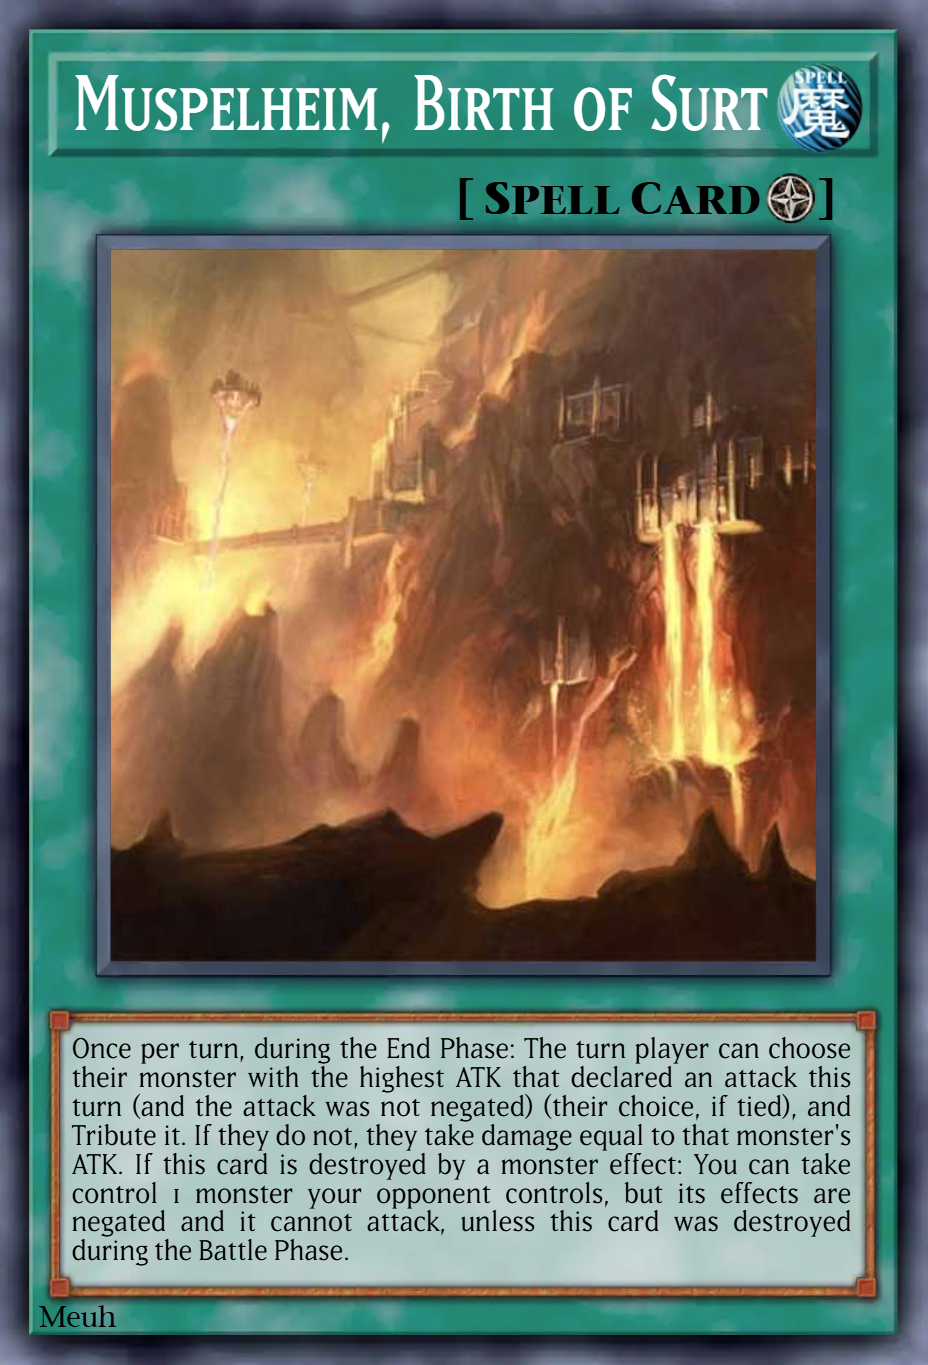 Muspelheim, Birth of Surt
SPELL
魔
[ Spell Card ]
Once per turn, during the End Phase: The turn player can choose
their monster with the highest ATK that declared an attack this
turn (and the attack was not negated) (their choice, if tied), and
Tribute it. If they do not, they take damage equal to that monster's
ATK. If this card is destroyed by a monster effect: You can take
control 1 monster your opponent controls, but its effects are
negated and it cannot attack, unless this card was destroyed
during the Battle Phase.
Meuh